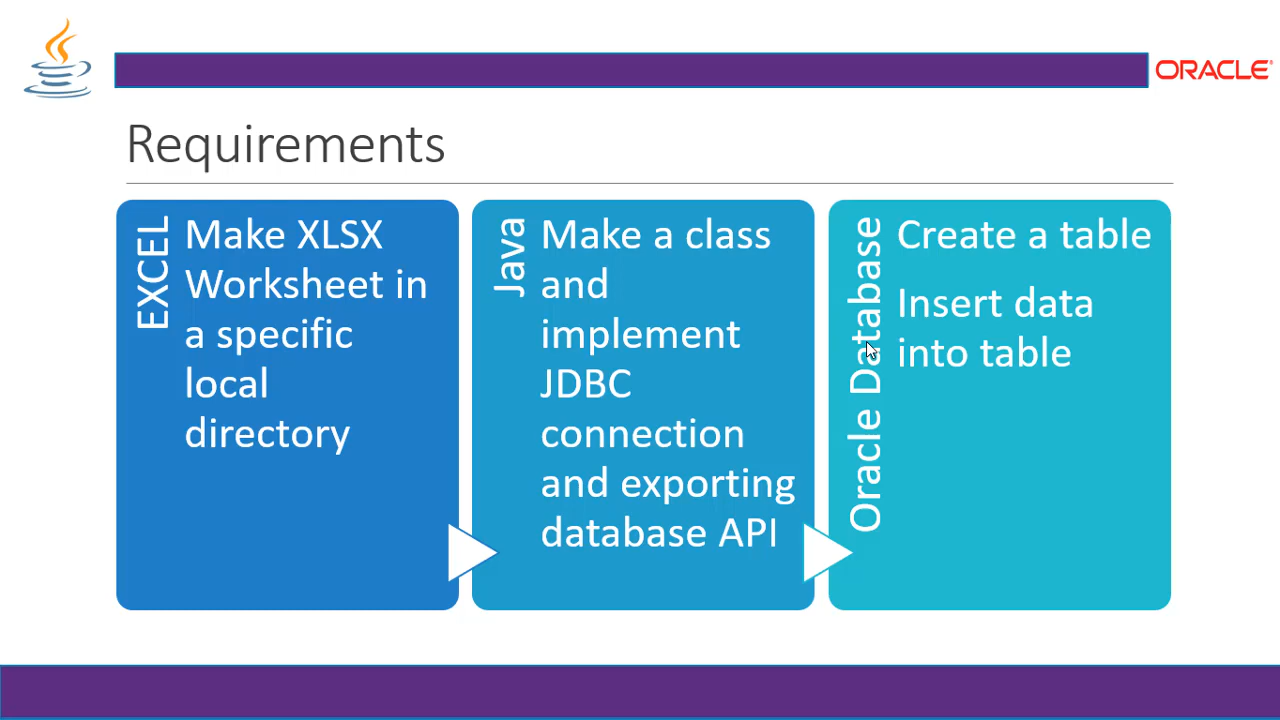 ORACLE
Requirements
EXCEL
Make XLSX
Worksheet in
a specific
local
directory
Java
Make a class
and
implement
JDBC
connection
and exporting
database API
Oracle Database
Create a table
Insert data
into table